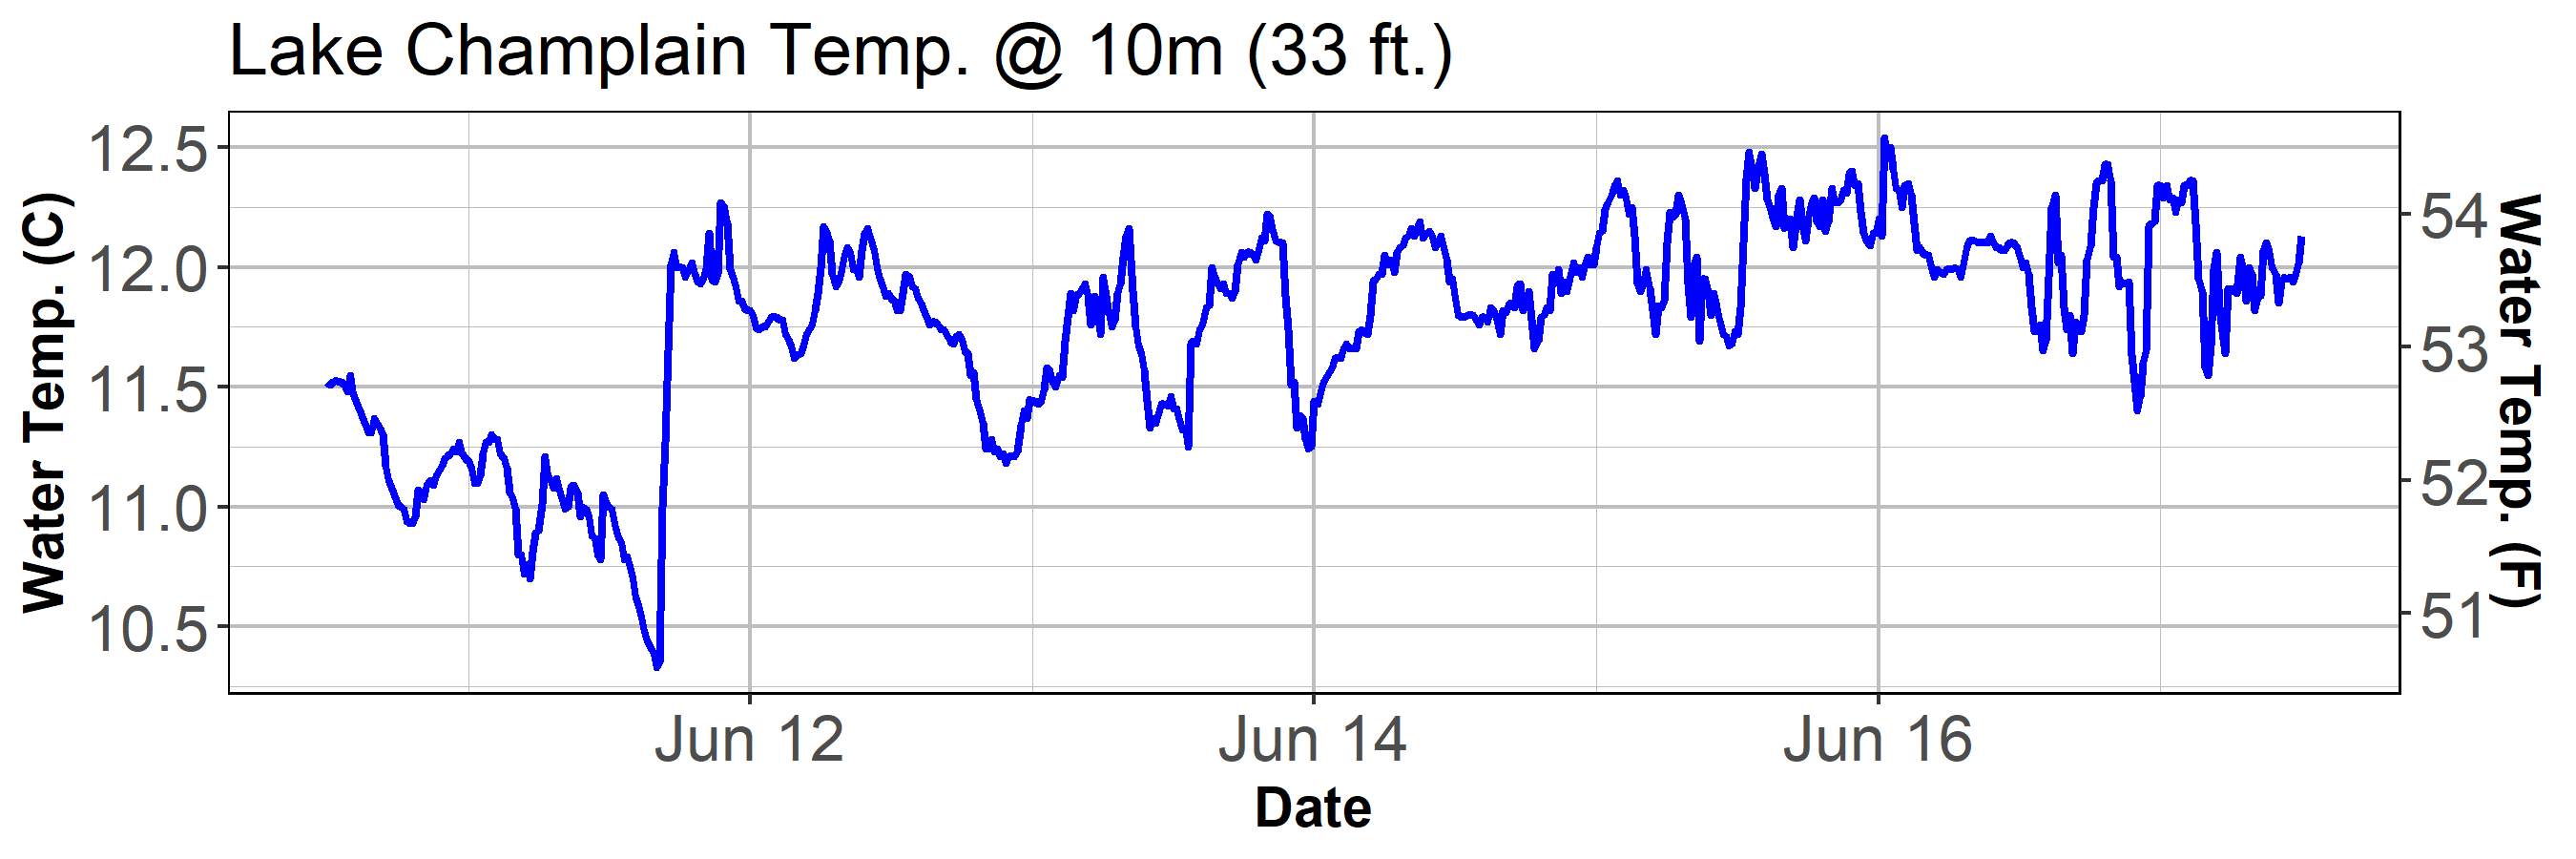 Lake Champlain Temp. @ 10m (33 ft.)
Water Temp. (C)
12.5
12.0
11.5
11.0
10.5
54
53
52
51
Water Temp. (F)
Jun 12
Jun 14
Jun 16
Date